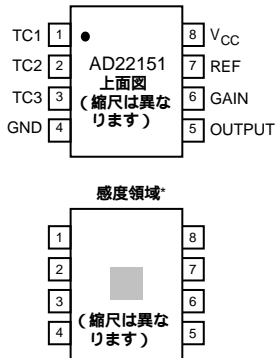 TC1 1 8 VCC
TC2 2 AD22151 7 REF
上面図
TC3 3 (縮尺は異な 6 GAIN
ります)
GND 4 5 OUTPUT
感度領域*
1 8
2 7
3 6
(縮尺は異な
4 ります) 5